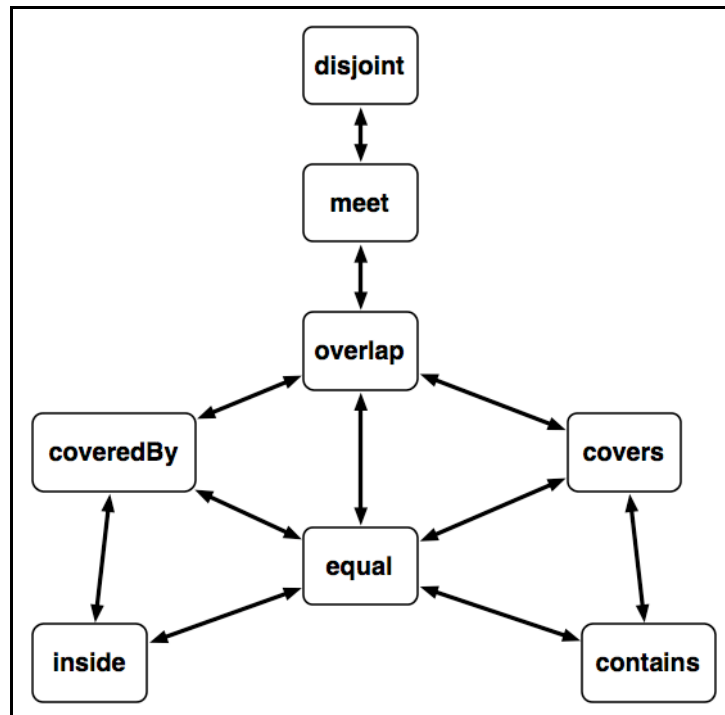 disjoint
meet
overlap
coveredBy
covers
equal
inside
contains